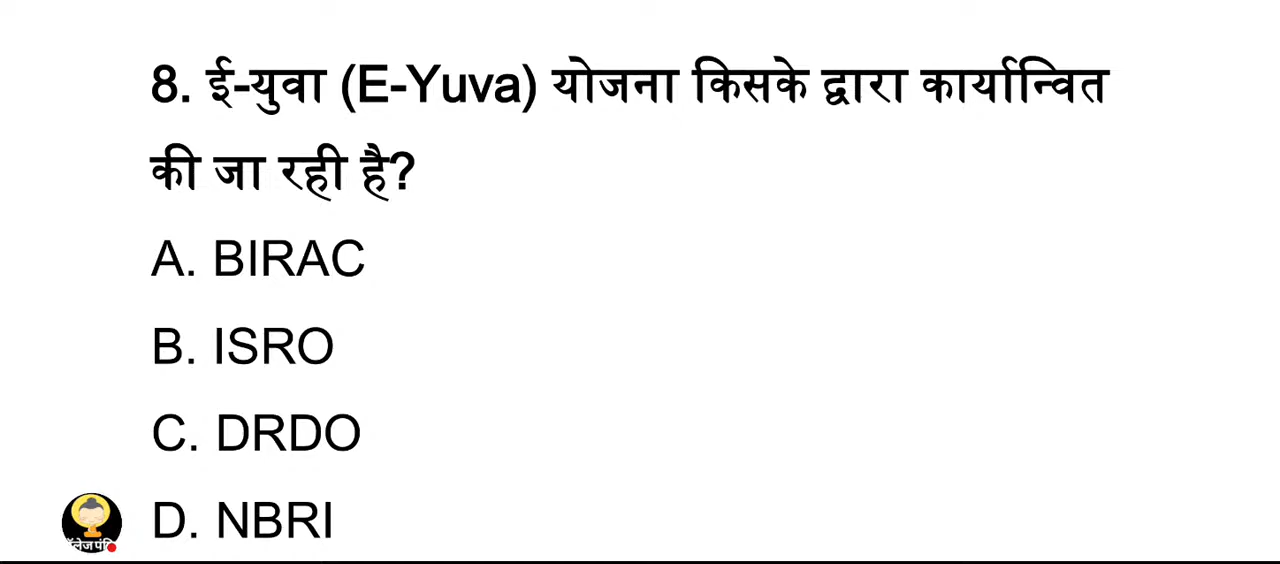 8. ई-युवा (E-Yuva) योजना किसके द्वारा कार्यान्वित
की जा रही है?
A. BIRAC
B. ISRO
C. DRDO
D. NBRI